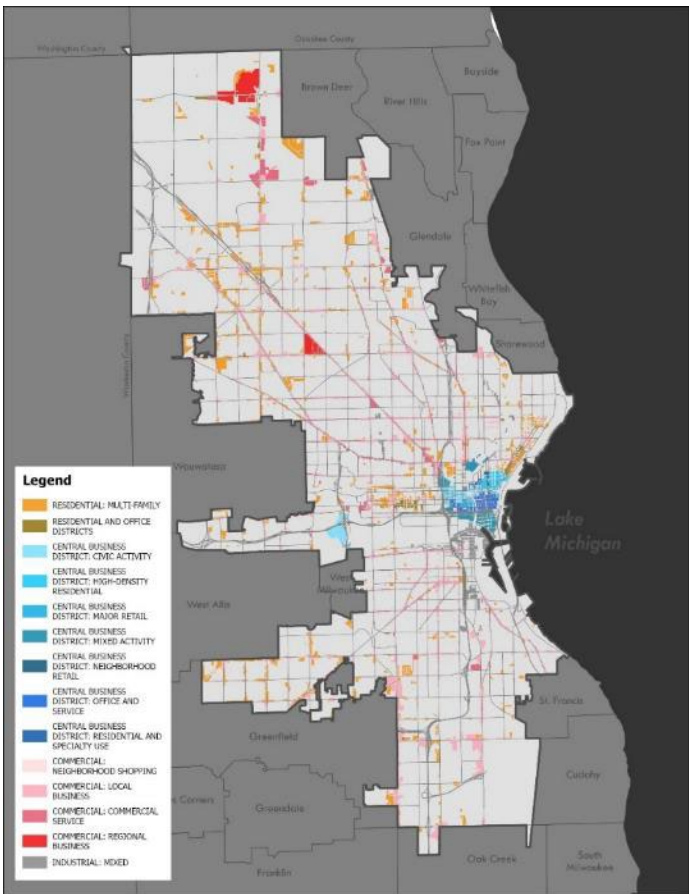 Ozaukee County
Washington County
Bayside
Brown Deer
River Hills
Fox Point
Glendale
Whitefish
Bay
Shorewood
Wauwatosa
Lake
Michigan
West
Milwaukee
West Allis
St. Francis
Greenfield
Cudahy
Corners
Greendale
Oak Creek
South
Milwaukee
Franklin
Legend
RESIDENTIAL: MULTI-FAMILY
RESIDENTIAL AND OFFICE
DISTRICTS
CENTRAL BUSINESS
DISTRICT: CIVIC ACTIVITY
CENTRAL BUSINESS
DISTRICT: HIGH-DENSITY
RESIDENTIAL
CENTRAL BUSINESS
DISTRICT: MAJOR RETAIL
CENTRAL BUSINESS
DISTRICT: MIXED ACTIVITY
CENTRAL BUSINESS
DISTRICT: NEIGHBORHOOD
RETAIL
CENTRAL BUSINESS
DISTRICT: OFFICE AND
SERVICE
CENTRAL BUSINESS
DISTRICT: RESIDENTIAL AND
SPECIALTY USE
COMMERCIAL:
NEIGHBORHOOD SHOPPING
COMMERCIAL: LOCAL
BUSINESS
COMMERCIAL: COMMERCIAL
SERVICE
COMMERCIAL: REGIONAL
BUSINESS
INDUSTRIAL: MIXED